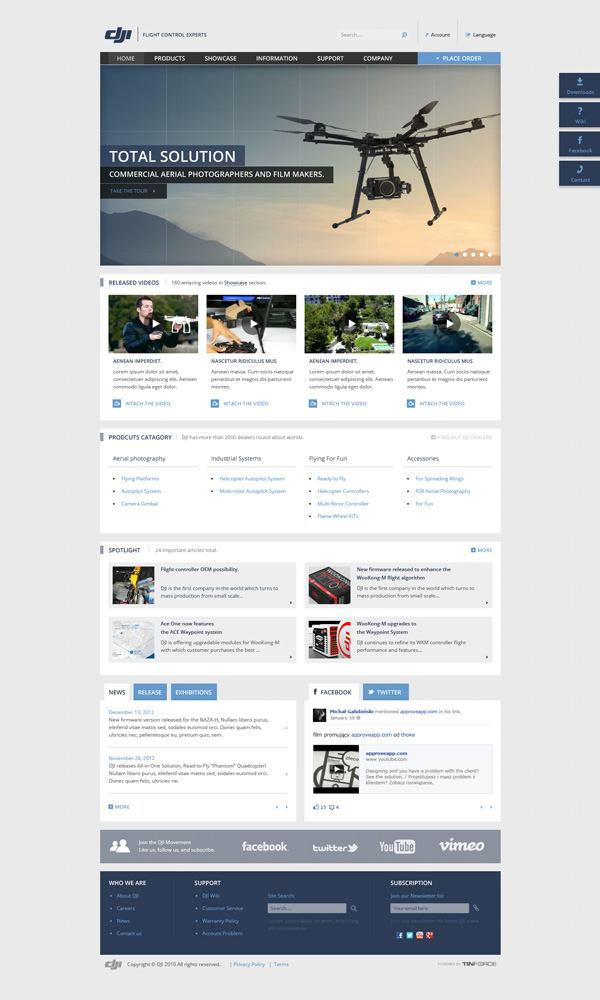 dji FLIGHT CONTROL EXPERTS
Search...
Account
Language
HOME PRODUCTS SHOWCASE INFORMATION SUPPORT COMPANY PLACE ORDER
Downloads
?
Wiki
f
Facebook
Contact
TOTAL SOLUTION
COMMERCIAL AERIAL PHOTOGRAPHERS AND FILM MAKERS.
TAKE THE TOUR
RELEASED VIDEOS 160 amazing videos in Showcase section. MORE
AENEAN IMPERDIET.
Lorem ipsum dolor sit amet,
consectetuer adipiscing elit. Aenean
commodo ligula eget dolor.
WTACH THE VIDEO
NASCETUR RIDICULUS MUS
Aenean massa. Cum sociis natoque
penatibus et magnis dis parturient
montes.
WTACH THE VIDEO
AENEAN IMPERDIET.
Lorem ipsum dolor sit amet,
consectetuer adipiscing elit. Aenean
commodo ligula eget dolor.
WTACH THE VIDEO
NASCETUR RIDICULUS MUS
Aenean massa. Cum sociis natoque
penatibus et magnis dis parturient
montes.
WTACH THE VIDEO
PRODCUTS CATAGORY DJI has more than 2000 dealers round about worlds. FIND OUT DJI DEALERS
Aerial photography
Flying Platforms
Autopilot System
Camera Gimbal
Industrial Systems
Helicopter Autopilot System
Multi-rotor Autopilot System
Flying For Fun
Ready to Fly
Helicopter Controllers
Multi-Rotor Controller
Flame Wheel KITo
Accessories
For Spreading Wings
fOR Aerial Photography
For Fun
SPOTLIGHT 24 Important articles total. MORE
Flight controller OEM possibility.
DJI is the first company in the world which turns to
mass production from small scale...
New firmware released to enhance the
WooKong-M flight algorithm
DJI is the first company in the world which turns to
mass production from small scale...
Ace One now features
the ACE Waypoint system
DJI is offering upgradable modules for WooKong-M
with which customer purchases the best ...
WooKong-M upgrades to
the Waypoint System
DJI continues to refine its WKM controller flight
performance and features...
NEWS RELEASE EXHIBITIONS
December 13, 2012
New firmware version released for the NAZA-H, Nullam libero purus,
eleifend vitae mattis sed, sodales euismod orci. Donec quam felis,
ultricies nec, pellentesque eu, pretium quis, sem.
November 28, 2012
DJI releases All-in-One Solution, Ready-to-Fly "Phantom" Quadcopter!
Nullam libero purus, eleifend vitae mattis sed, sodales euismod orci.
Donec quam felis, ultricies ne.
MORE
f FACEBOOK TWITTER
Michał Galubiński mentioned approveapp.com in his link.
January 19
film promujący approveapp.com od thoke
approveapp.com
www.youtube.com
Designing and you have a problem with the client?
See the solution. / Projektujesz i masz problem z
klientem? Zobacz rozwiązanie.
13 4
Join the DJI Movement
Like us, follow us, and subscribe.
facebook
twitter
YouTube
vimeo
WHO WE ARE
About DJI
Careers
News
Contact us
SUPPORT
DJI Wiki
Customer Service
Warranty Policy
Account Problem
Site Search:
Search...
SUBSCRIPTION
Join our Newsletter list
Your email here
dji Copyright © DJI 2010 All rights reserved. | Privacy Policy | Terms
POWERED BY TINFORCE